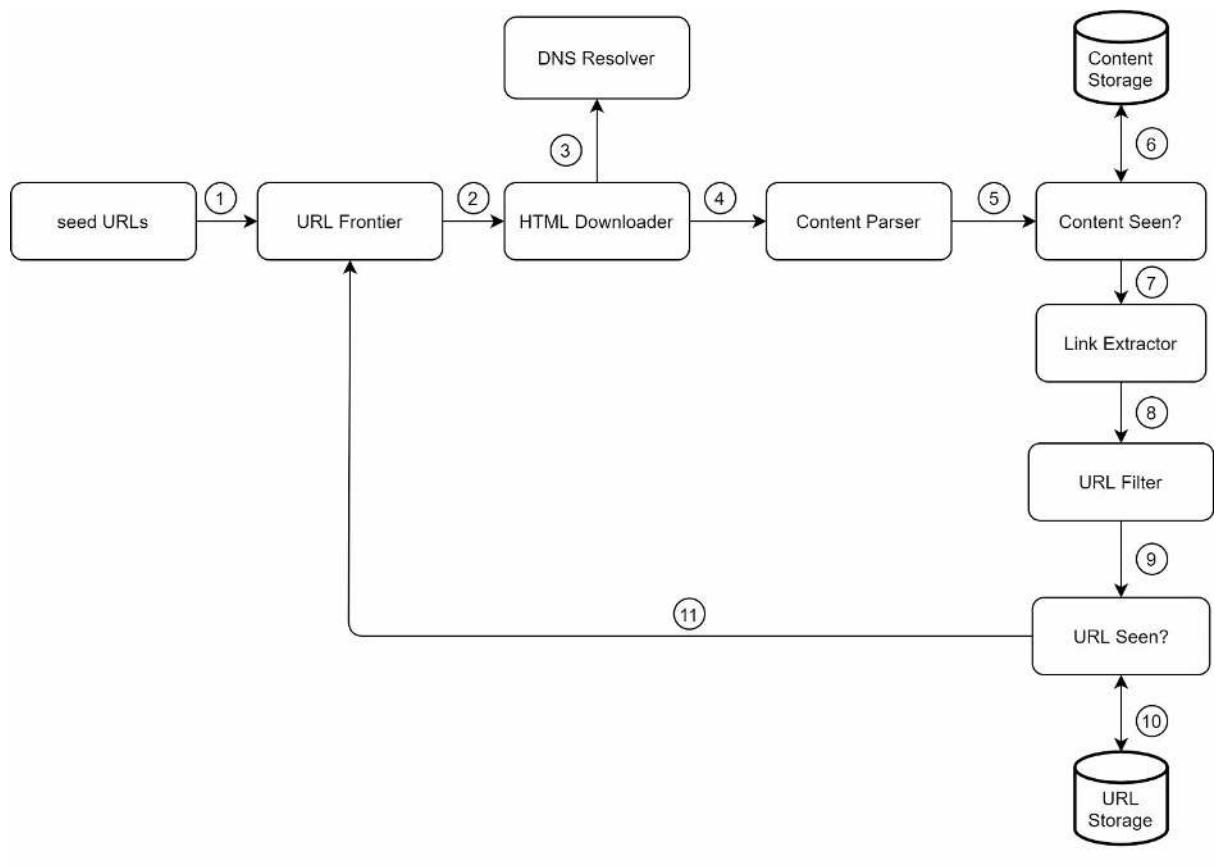 DNS Resolver
Content
Storage
3
6
seed URLs
1
URL Frontier
2
HTML Downloader
4
Content Parser
5
Content Seen?
7
Link Extractor
8
URL Filter
9
11
URL Seen?
10
URL
Storage